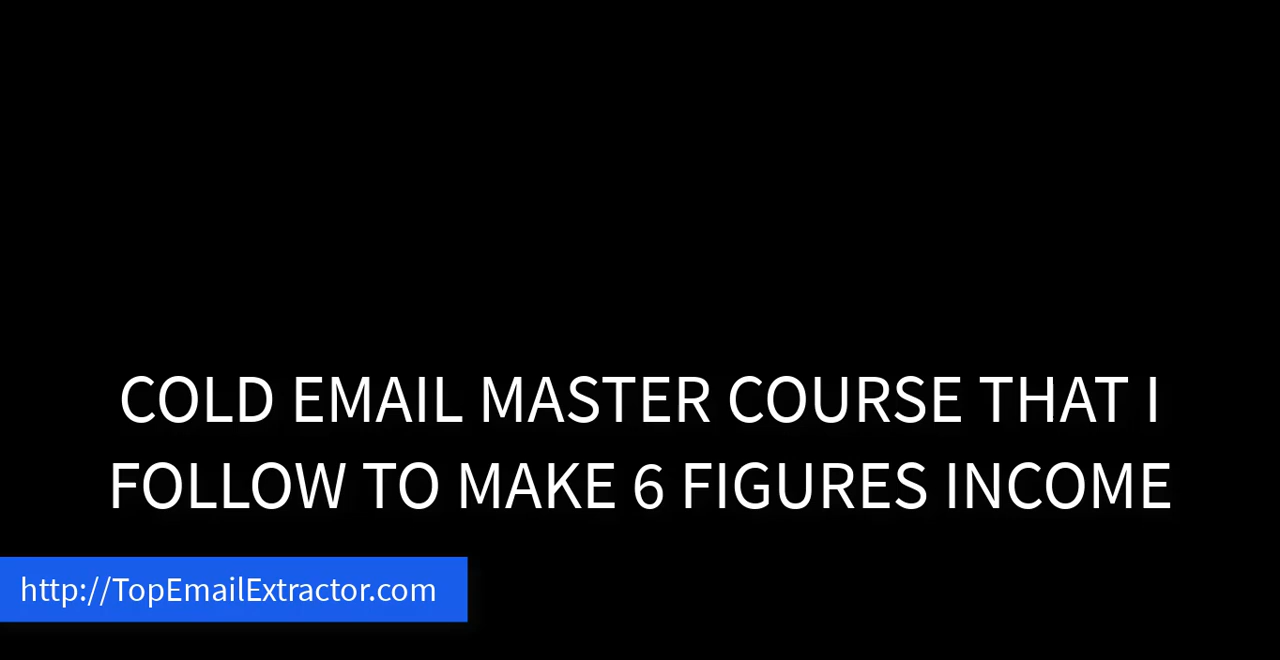 COLD EMAIL MASTER COURSE THAT I
FOLLOW TO MAKE 6 FIGURES INCOME
http://TopEmailExtractor.com